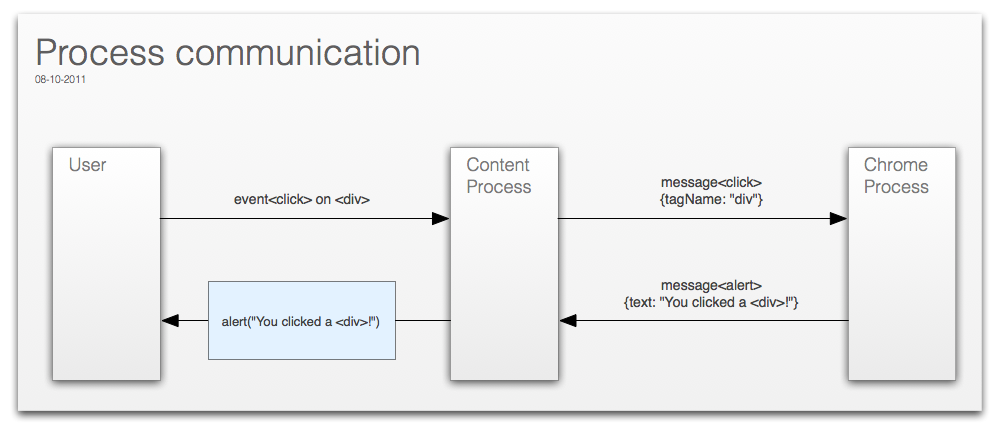 Process communication
08-10-2011
User
Content
Process
Chrome
Process
event<click> on <div>
message<click>
{tagName: "div"}
message<alert>
{text: "You clicked a <div>!"}
alert("You clicked a <div>!")